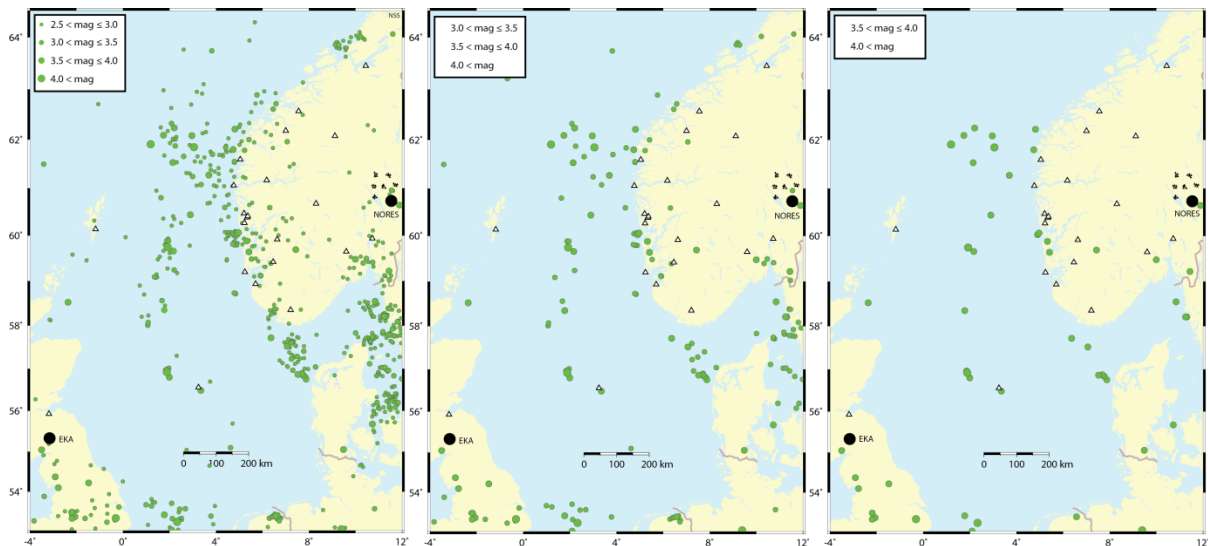 2.5 < mag ≤ 3.0
3.0 < mag ≤ 3.5
3.5 < mag ≤ 4.0
4.0 < mag
NSS
64˚
62˚
60˚
58˚
56˚
54˚
NORES
EKA
0 100 200 km
-4˚ 0˚ 4˚ 8˚ 12˚
3.0 < mag ≤ 3.5
3.5 < mag ≤ 4.0
4.0 < mag
64˚
62˚
60˚
58˚
56˚
54˚
NORES
EKA
0 100 200 km
-4˚ 0˚ 4˚ 8˚ 12˚
3.5 < mag ≤ 4.0
4.0 < mag
64˚
62˚
60˚
58˚
56˚
54˚
NORES
EKA
0 100 200 km
-4˚ 0˚ 4˚ 8˚ 12˚